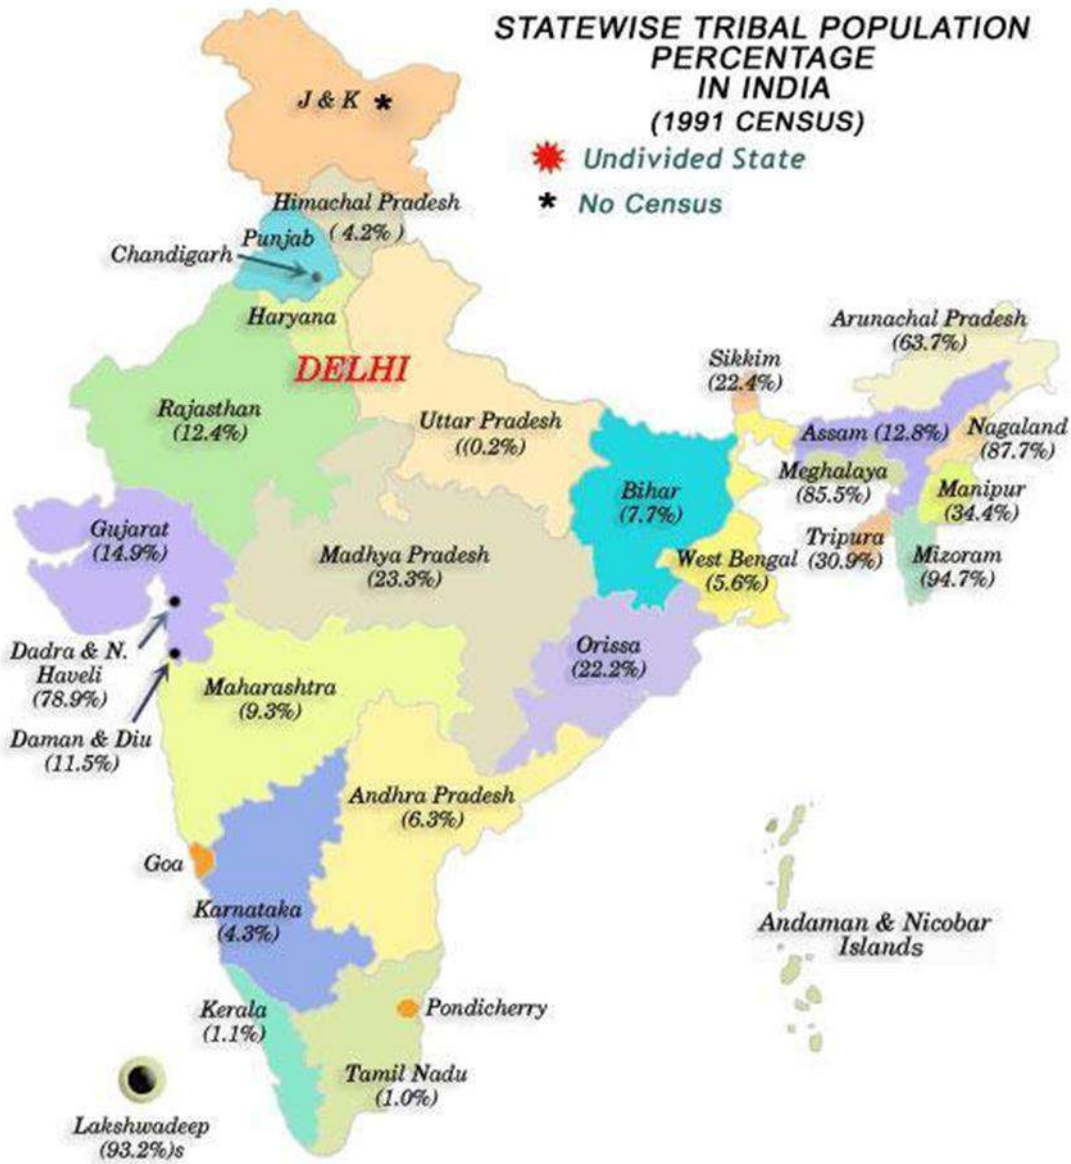 STATEWISE TRIBAL POPULATION
PERCENTAGE
IN INDIA
(1991 CENSUS)
Undivided State
* No Census
J & K *
Himachal Pradesh
( 4.2% )
Punjab
Chandigarh
Haryana
DELHI
Rajasthan
(12.4%)
Uttar Pradesh
((0.2%)
Arunachal Pradesh
(63.7%)
Sikkim
(22.4%)
Assam (12.8%)
Nagaland
(87.7%)
Meghalaya
(85.5%)
Manipur
(34.4%)
Tripura
(30.9%)
Mizoram
(94.7%)
Bihar
(7.7%)
West Bengal
(5.6%)
Gujarat
(14.9%)
Madhya Pradesh
(23.3%)
Orissa
(22.2%)
Dadra & N.
Haveli
(78.9%)
Daman & Diu
(11.5%)
Maharashtra
(9.3%)
Andhra Pradesh
(6.3%)
Goa
Karnataka
(4.3%)
Andaman & Nicobar
Islands
Kerala
(1.1%)
Pondicherry
Tamil Nadu
(1.0%)
Lakshwadeep
(93.2%)s